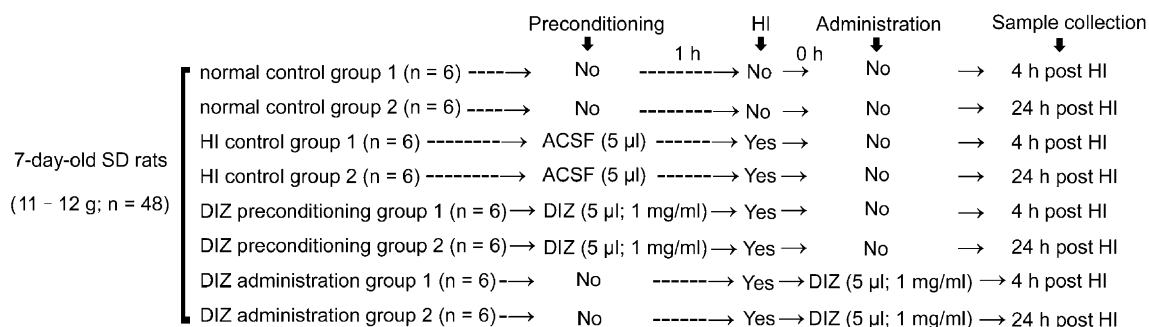 Preconditioning HI Administration Sample collection
1 h 0 h
normal control group 1 (n = 6) No No No 4 h post HI
normal control group 2 (n = 6) No No No 24 h post HI
HI control group 1 (n = 6) ACSF (5 µl) Yes No 4 h post HI
7-day-old SD rats
HI control group 2 (n = 6) ACSF (5 µl) Yes No 24 h post HI
(11 – 12 g; n = 48)
DIZ preconditioning group 1 (n = 6) DIZ (5 µl; 1 mg/ml) Yes No 4 h post HI
DIZ preconditioning group 2 (n = 6) DIZ (5 µl; 1 mg/ml) Yes No 24 h post HI
DIZ administration group 1 (n = 6) No Yes DIZ (5 µl; 1 mg/ml) 4 h post HI
DIZ administration group 2 (n = 6) No Yes DIZ (5 µl; 1 mg/ml) 24 h post HI